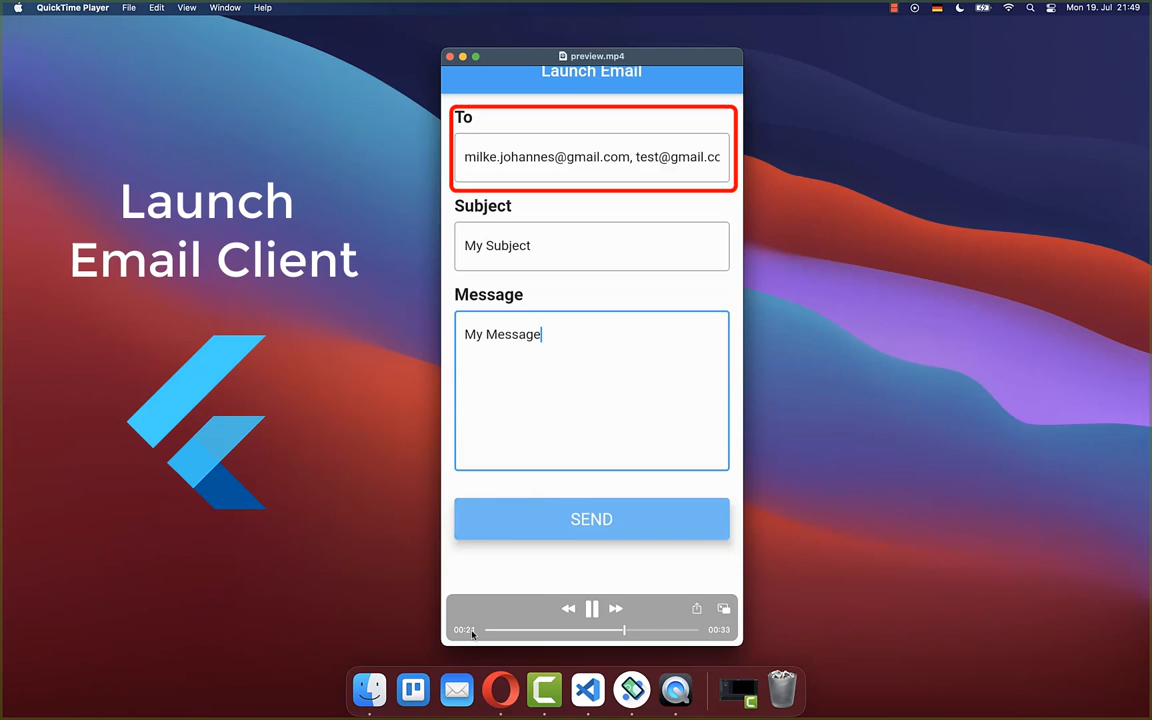 QuickTime Player File Edit View Window Help Mon 19. Jul 21:49
preview.mp4
Launch Email
To
milke.johannes@gmail.com, test@gmail.cc
Subject
My Subject
Message
My Message
SEND
00:33
Launch
Email Client